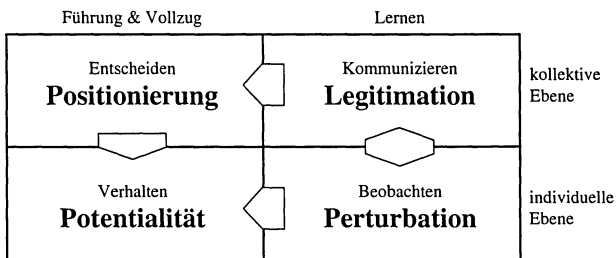 Führung & Vollzug
Lernen
Entscheiden
Positionierung
Kommunizieren
Legitimation
kollektive
Ebene
Verhalten
Potentialität
Beobachten
Perturbation
individuelle
Ebene